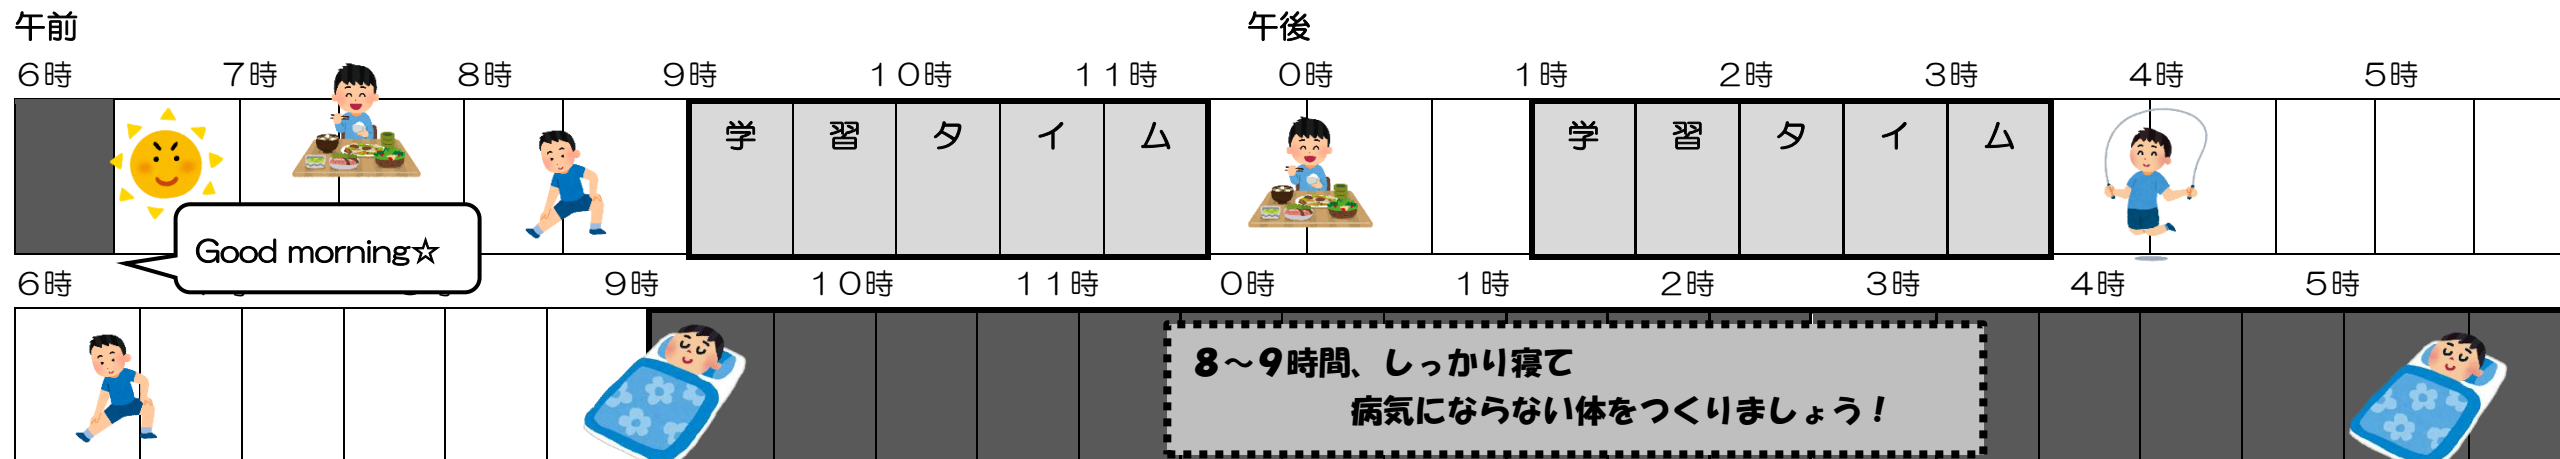 午前 午後
6時 7時 8時 9時 10時 11時 0時 1時 2時 3時 4時 5時
学 習 タ イ ム 学 習 タ イ ム
Good morning☆
6時 9時 10時 11時 0時 1時 2時 3時 4時 5時
8～9時間、しっかり寝て
病気にならない体をつくりましょう！